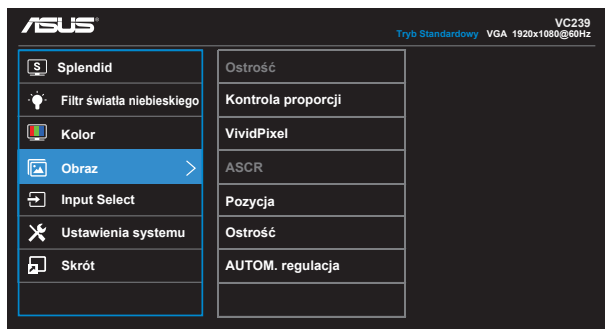 ASUS
VC239
Tryb Standardowy VGA 1920x1080@60Hz
S Splendid
Filtr światła niebieskiego
Kolor
Obraz
Input Select
Ustawienia systemu
Skrót
Ostrość
Kontrola proporcji
VividPixel
ASCR
Pozycja
Ostrość
AUTOM. regulacja